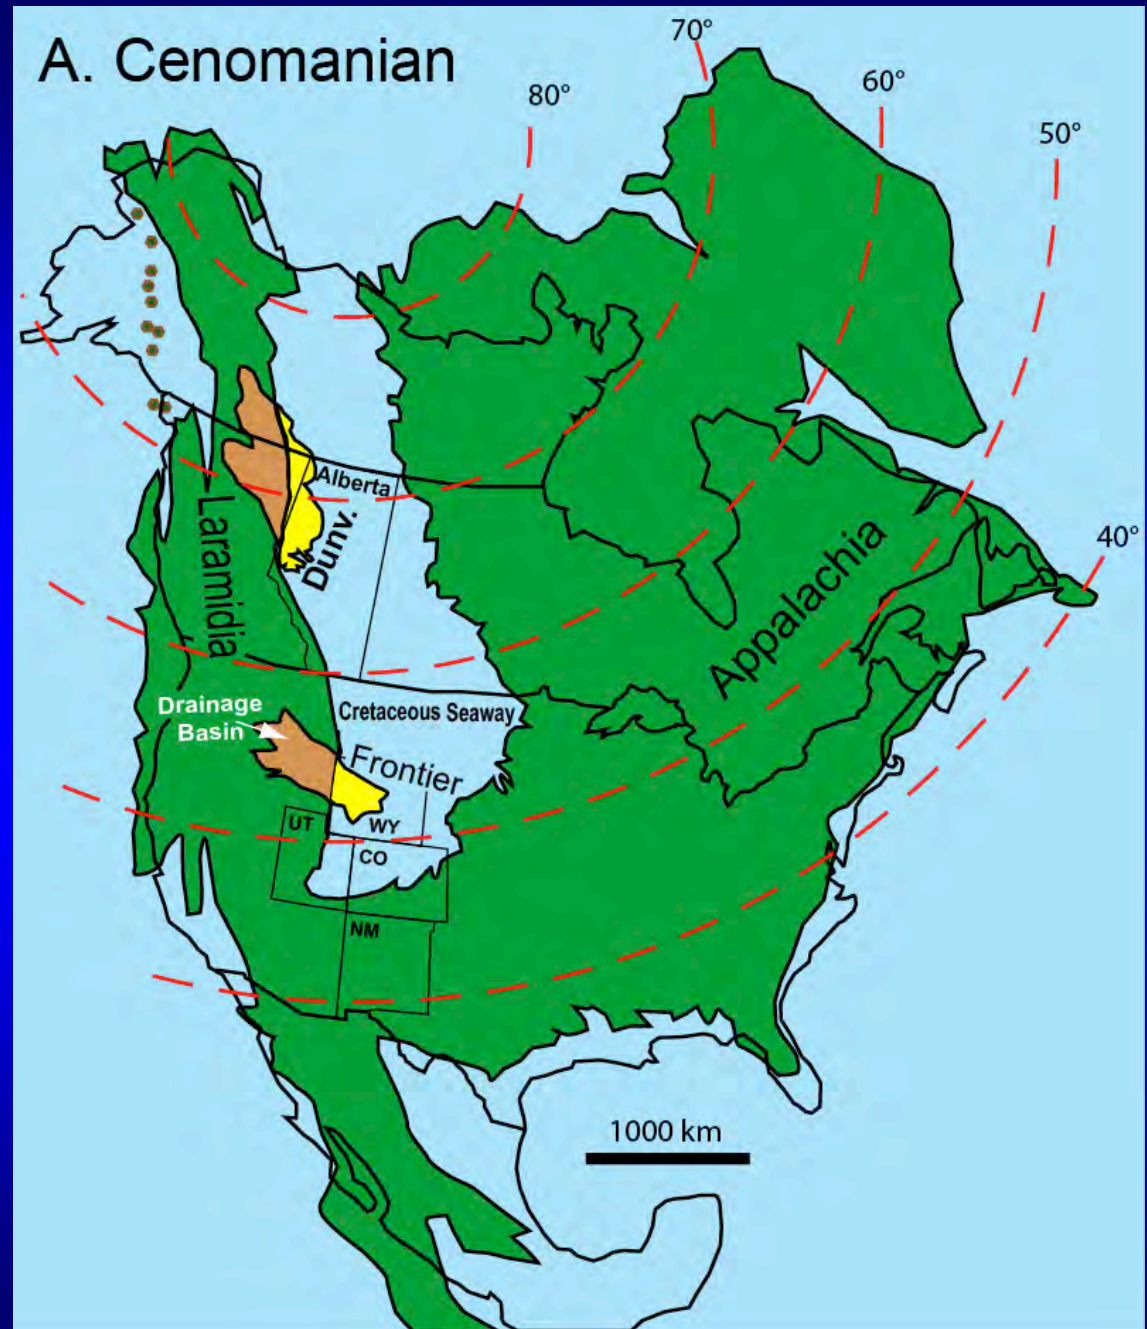 A. Cenomanian
70°
60°
80°
50°
Alberta
Laramidia
Dunv.
Appalachia
40°
Drainage
Basin
Cretaceous Seaway
Frontier
UT
WY
CO
NM
1000 km